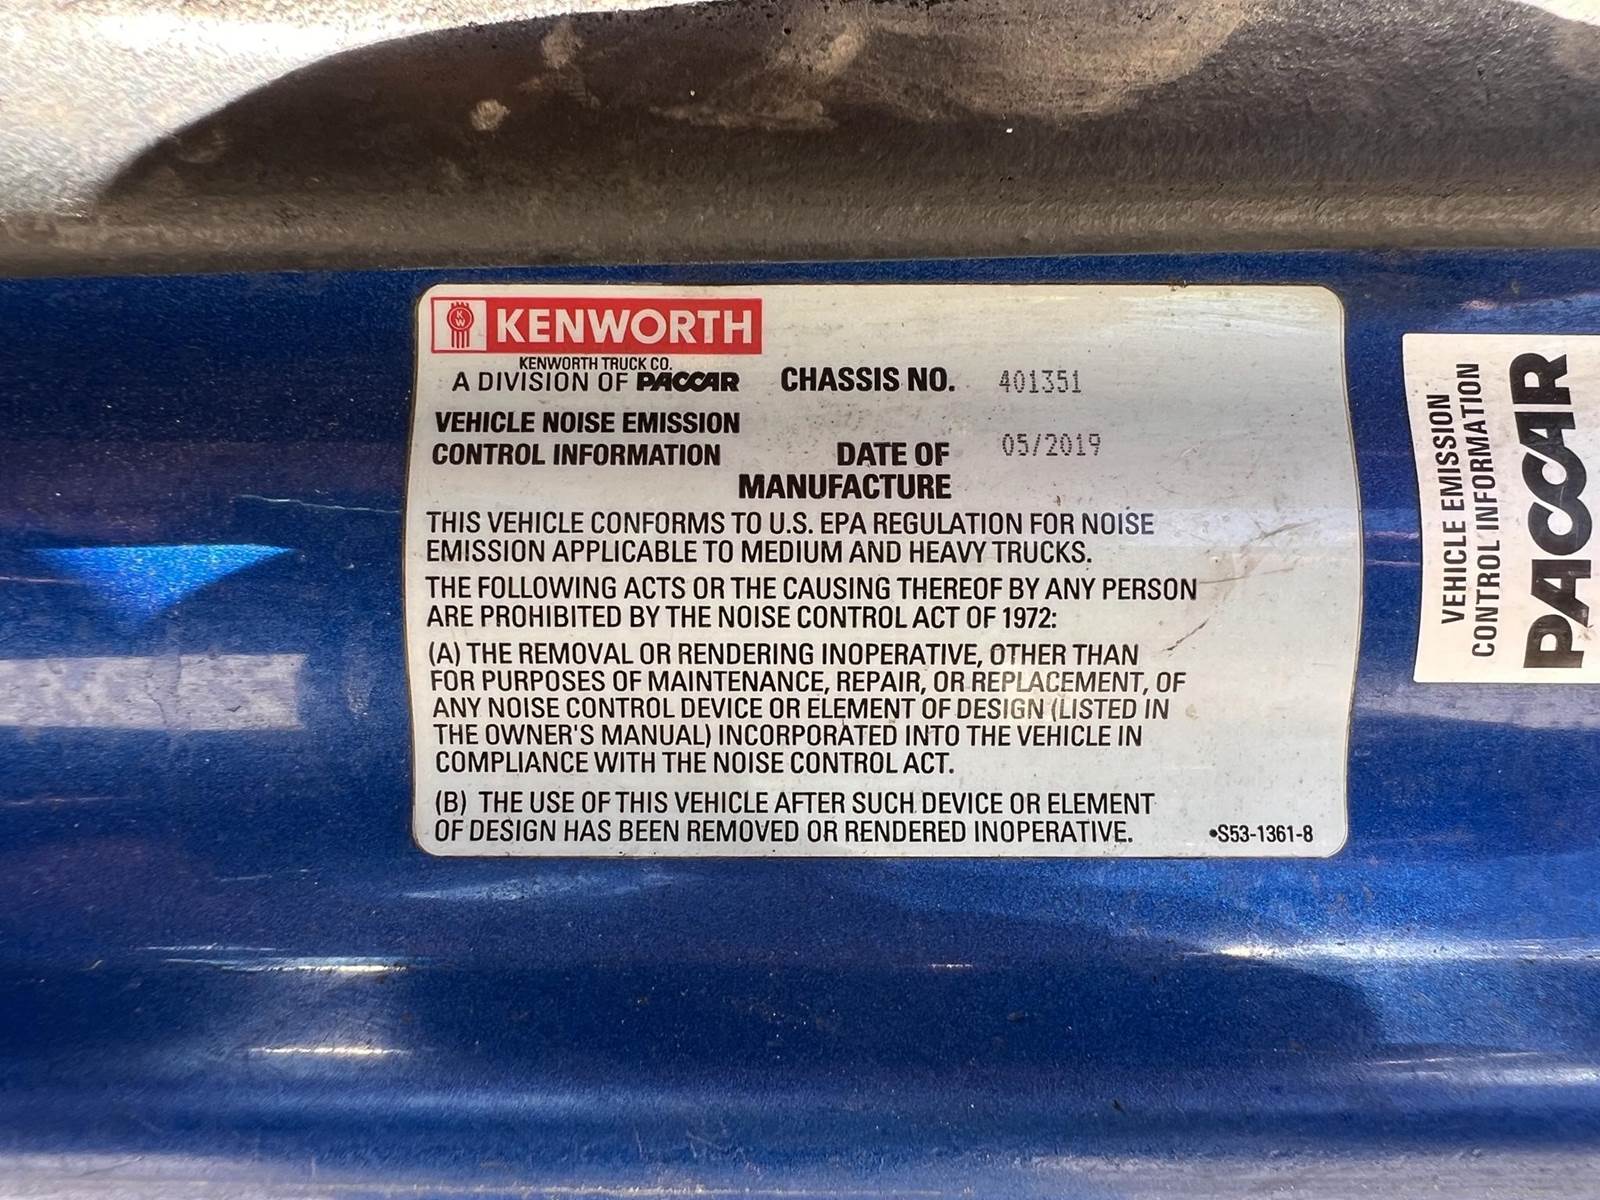 KW KENWORTH
KENWORTH TRUCK CO.
A DIVISION OF PACCAR
CHASSIS NO. 401351
VEHICLE NOISE EMISSION
CONTROL INFORMATION
DATE OF 05/2019
MANUFACTURE
THIS VEHICLE CONFORMS TO U.S. EPA REGULATION FOR NOISE
EMISSION APPLICABLE TO MEDIUM AND HEAVY TRUCKS.
THE FOLLOWING ACTS OR THE CAUSING THEREOF BY ANY PERSON
ARE PROHIBITED BY THE NOISE CONTROL ACT OF 1972:
(A) THE REMOVAL OR RENDERING INOPERATIVE, OTHER THAN
FOR PURPOSES OF MAINTENANCE, REPAIR, OR REPLACEMENT, OF
ANY NOISE CONTROL DEVICE OR ELEMENT OF DESIGN (LISTED IN
THE OWNER'S MANUAL) INCORPORATED INTO THE VEHICLE IN
COMPLIANCE WITH THE NOISE CONTROL ACT.
(B) THE USE OF THIS VEHICLE AFTER SUCH DEVICE OR ELEMENT
OF DESIGN HAS BEEN REMOVED OR RENDERED INOPERATIVE.
•S53-1361-8
VEHICLE EMISSION
CONTROL INFORMATION
PACCAR